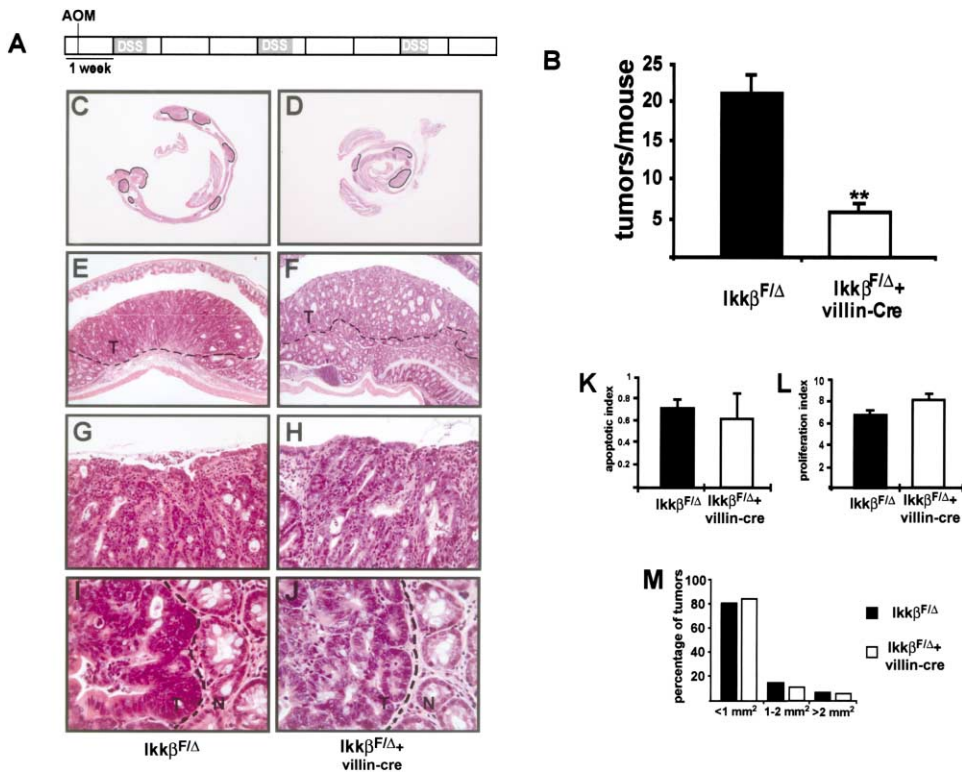 A
AOM
DSS
DSS
DSS
1 week
B
tumors/mouse
25
20
15
10
5
**
IkkβF/Δ
IkkβF/Δ+
villin-Cre
C
D
E
T
F
T
G
H
I
T
N
J
T
N
IkkβF/Δ
IkkβF/Δ+
villin-cre
K
apoptotic index
1
0.8
0.6
0.4
0.2
IkkβF/Δ
IkkβF/Δ+
villin-cre
L
proliferation index
10
8
6
4
2
IkkβF/Δ
IkkβF/Δ+
villin-cre
M
percentage of tumors
100
80
60
40
20
<1 mm²
1-2 mm²
>2 mm²
IkkβF/Δ
IkkβF/Δ+
villin-cre